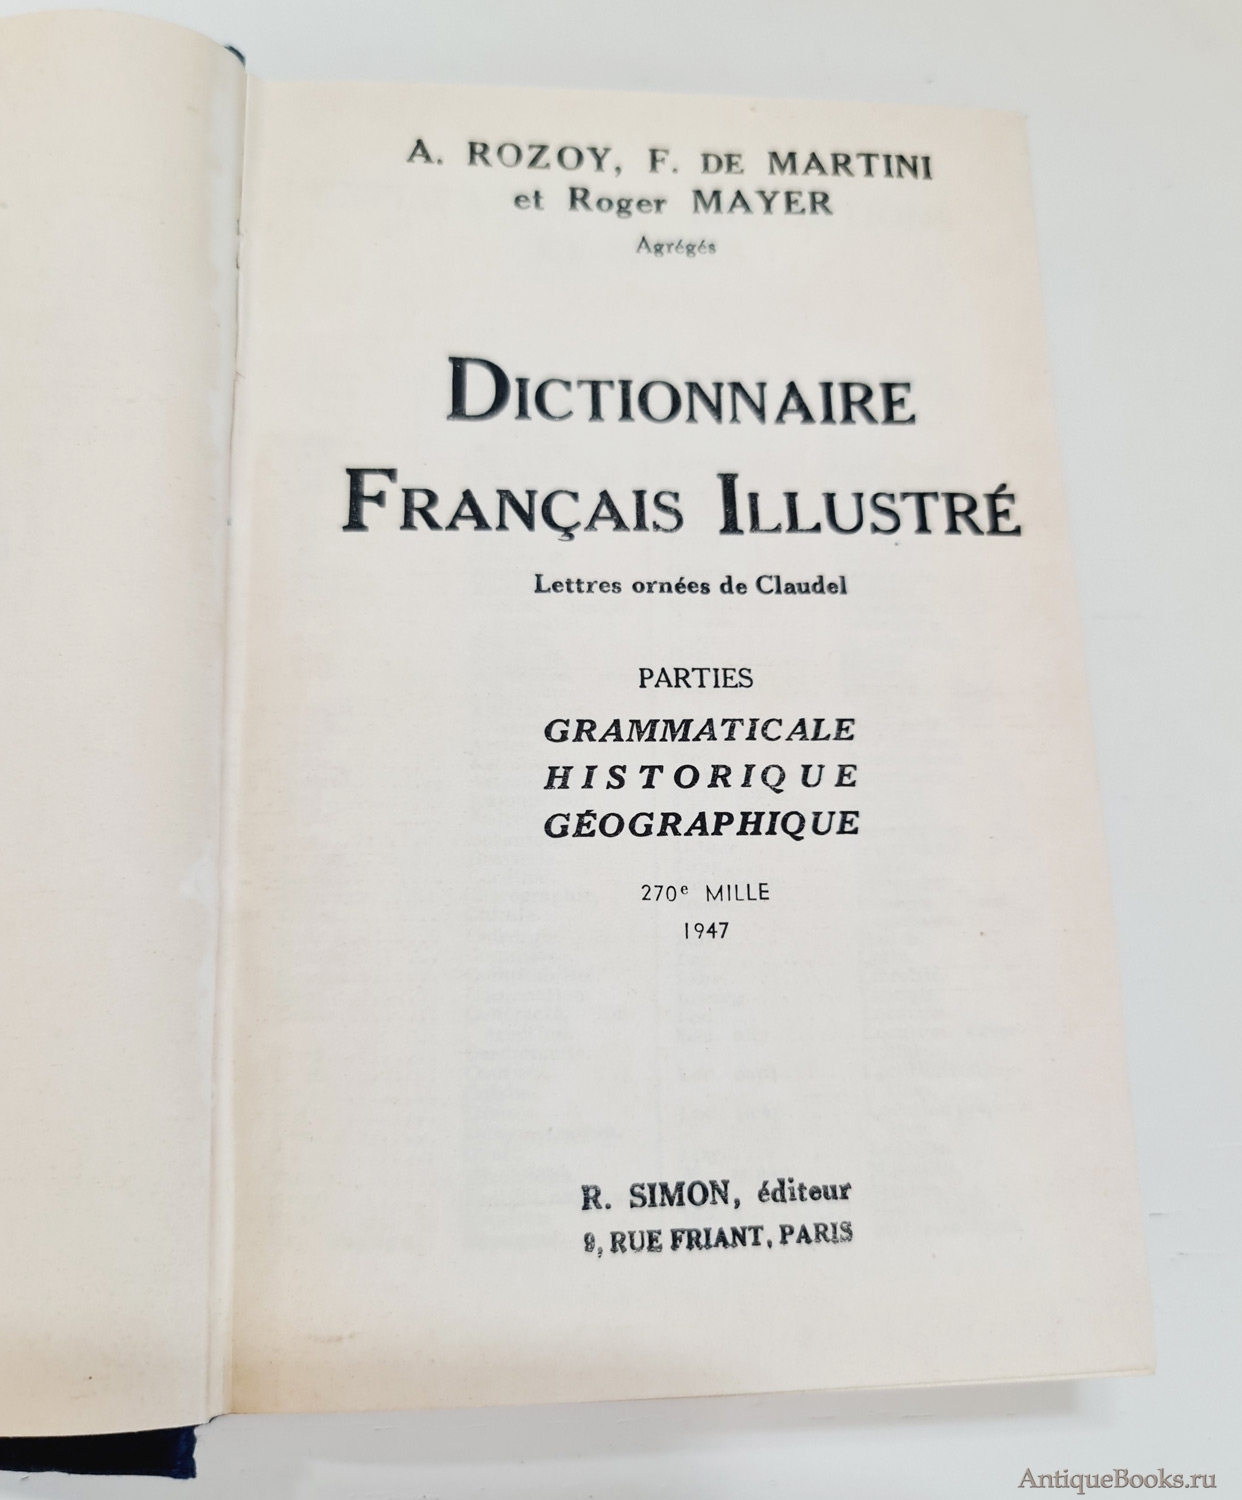 A. ROZOY, F. DE MARTINI
et Roger MAYER
Agrégés
DICTIONNAIRE
FRANÇAIS ILLUSTRÉ
Lettres ornées de Claudel
PARTIES
GRAMMATICALE
HISTORIQUE
GÉOGRAPHIQUE
270e MILLE
1947
R. SIMON, éditeur
9, RUE FRIANT, PARIS
AntiqueBooks.ru